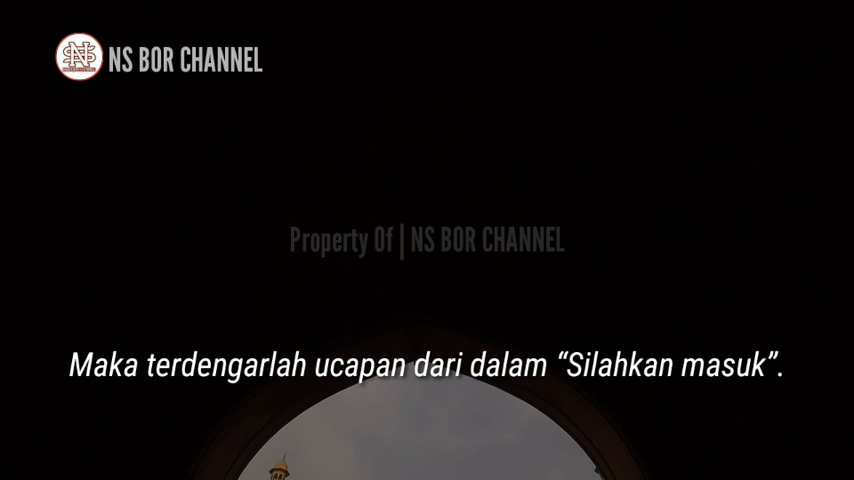 NS BOR CHANNEL
Property Of | NS BOR CHANNEL
Maka terdengarlah ucapan dari dalam “Silahkan masuk”.